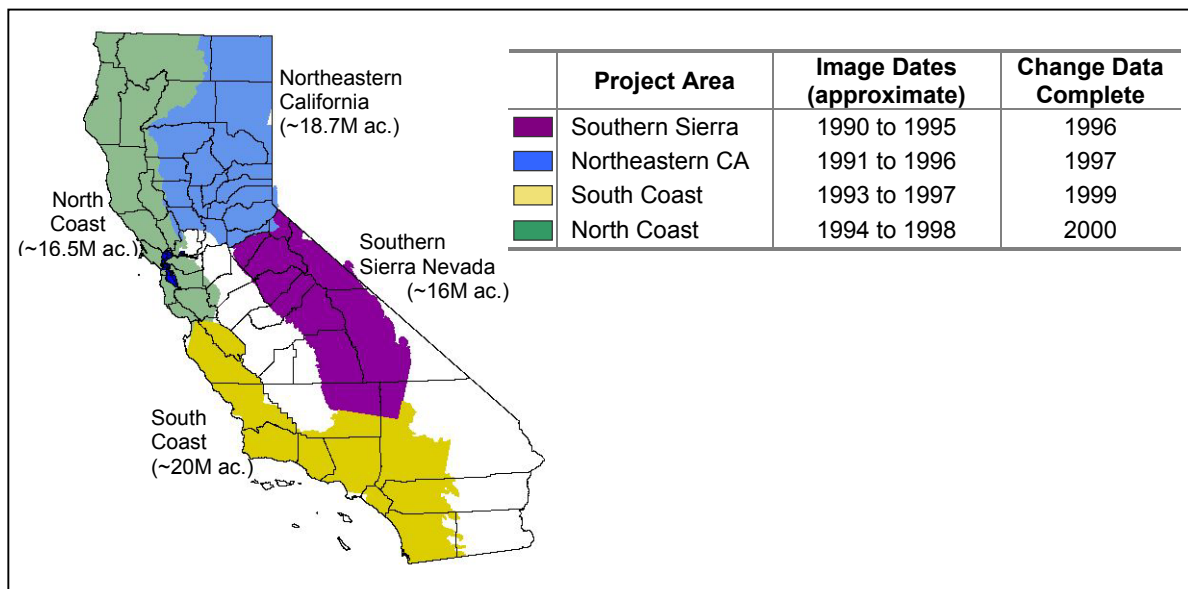 Northeastern
California
(~18.7M ac.)
North
Coast
(~16.5M ac.)
Southern
Sierra Nevada
(~16M ac.)
South
Coast
(~20M ac.)
Project Area Image Dates (approximate) Change Data Complete
Southern Sierra 1990 to 1995 1996
Northeastern CA 1991 to 1996 1997
South Coast 1993 to 1997 1999
North Coast 1994 to 1998 2000